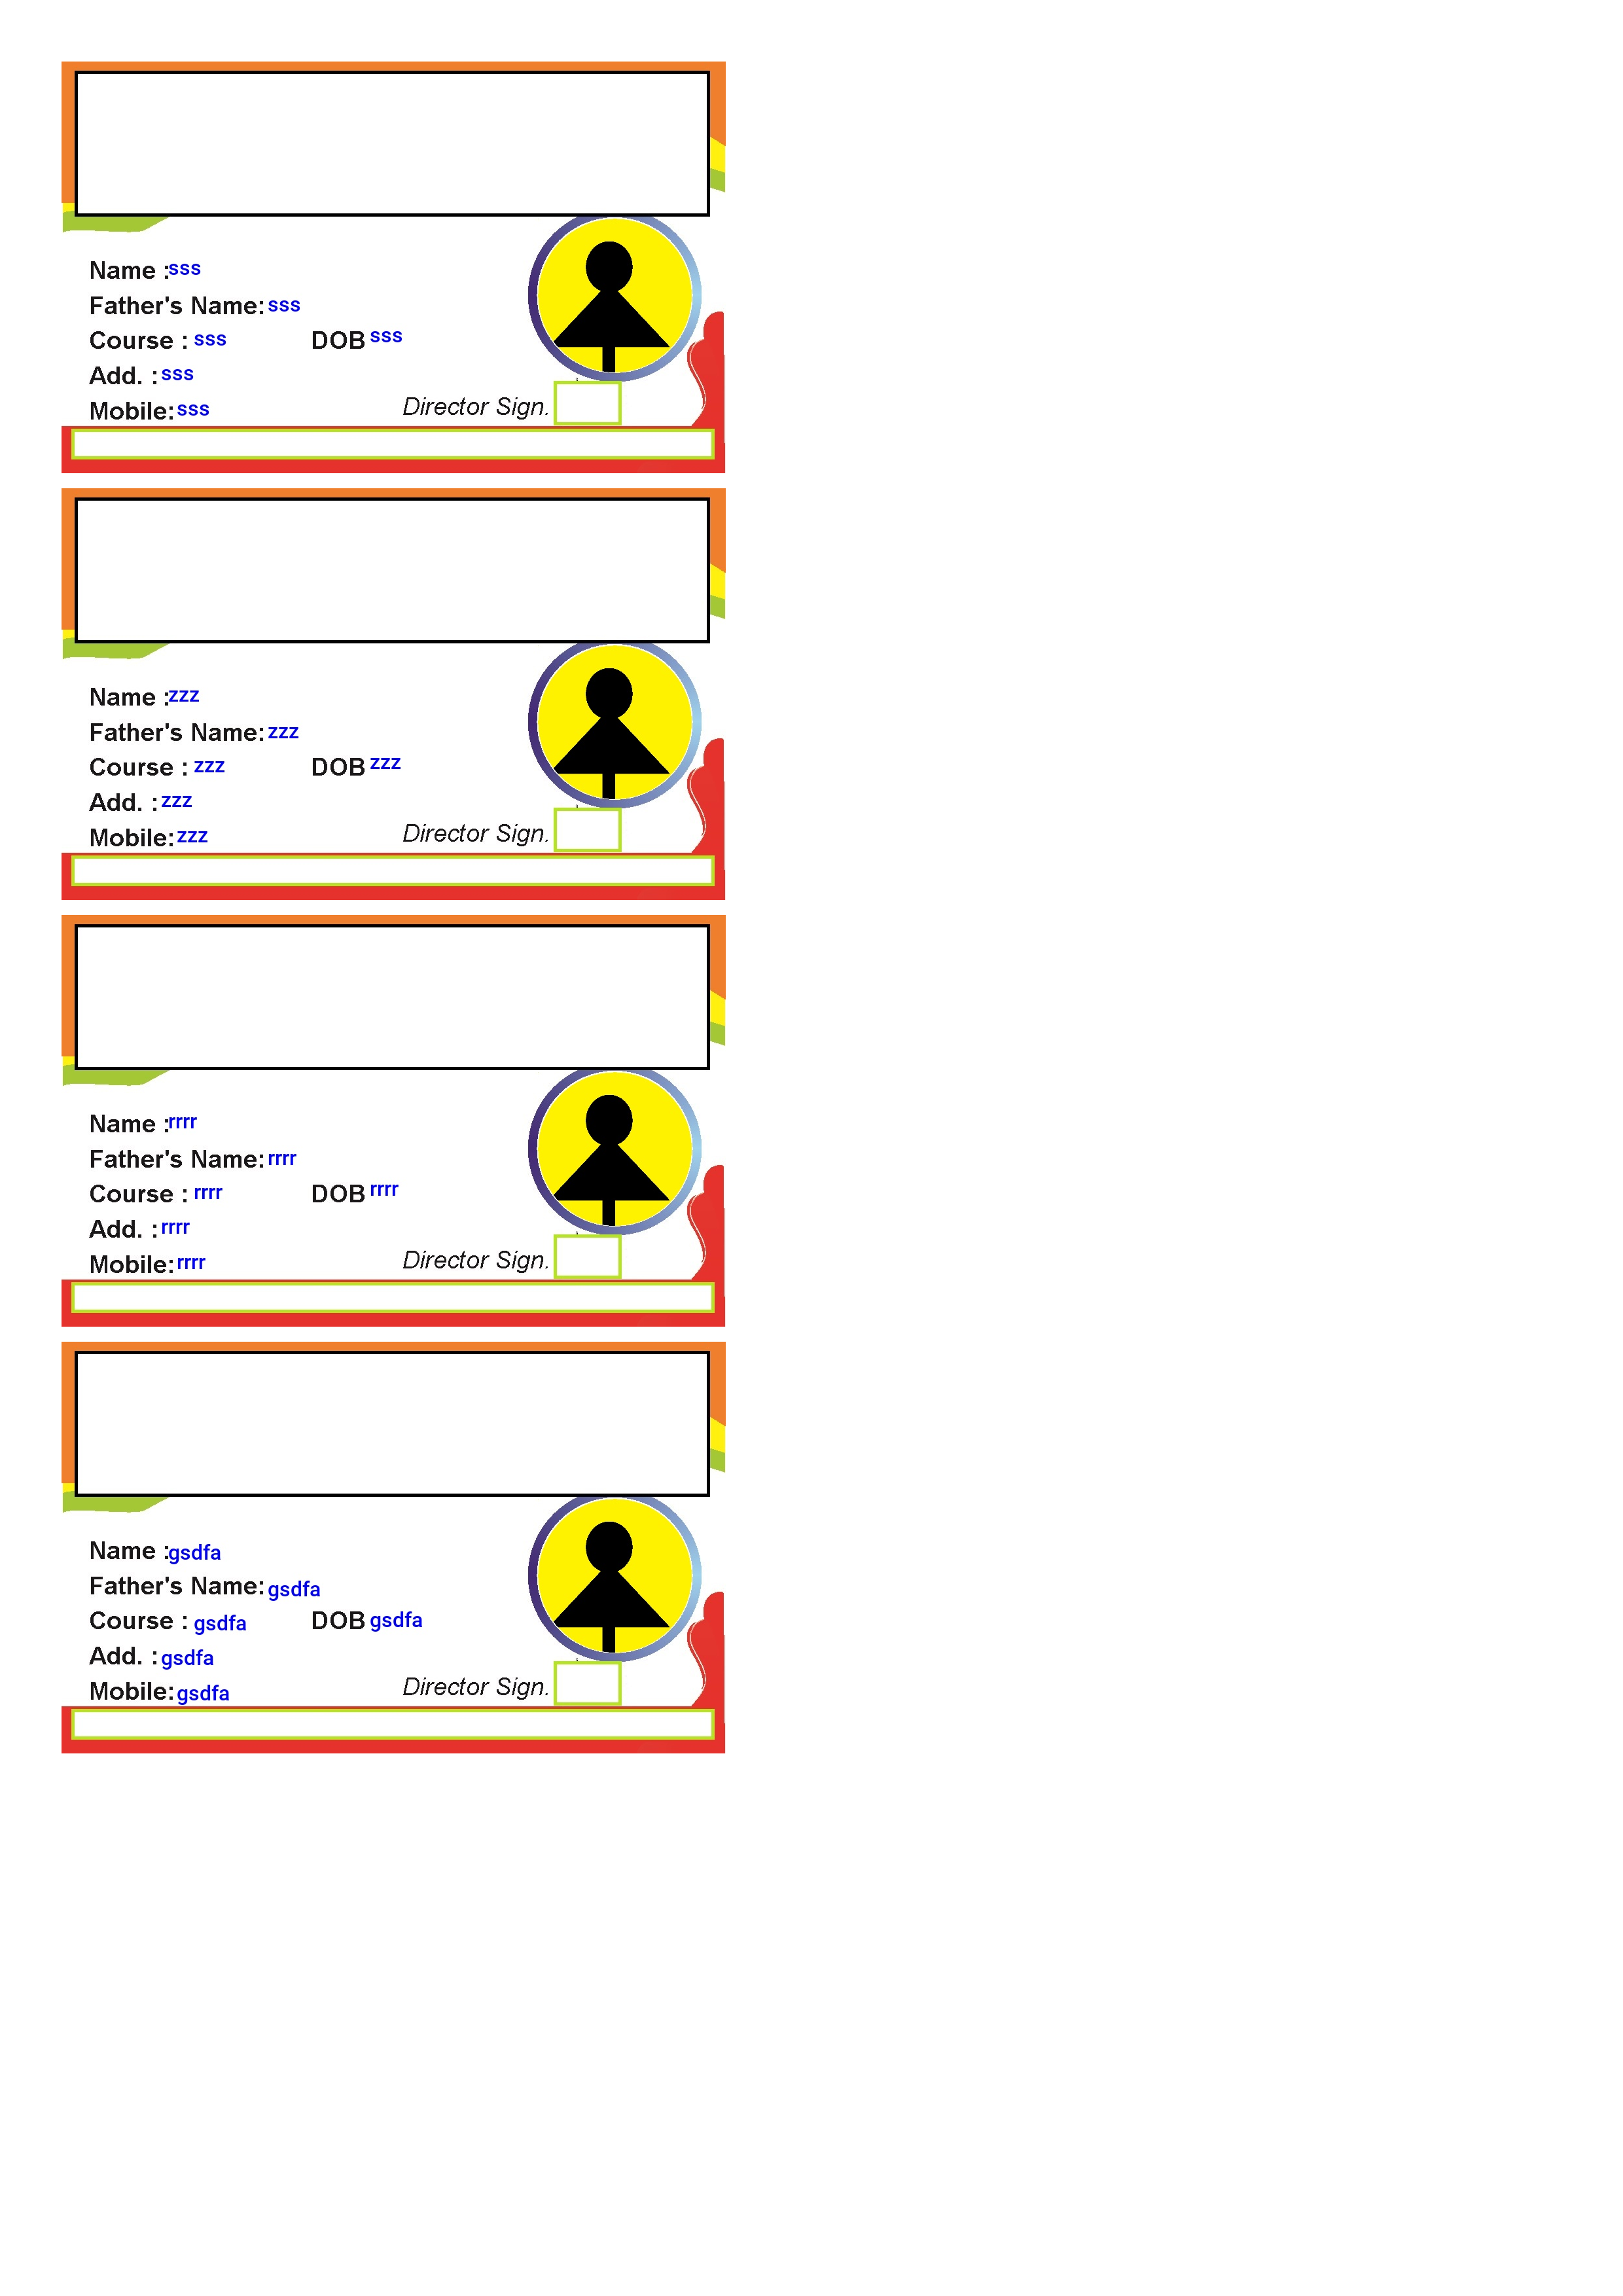 Name :sss
Father's Name: sss
Course : sss DOB sss
Add. : sss
Mobile: sss Director Sign.
Name :zzz
Father's Name: zzz
Course : zzz DOB zzz
Add. : zzz
Mobile: zzz Director Sign.
Name :rrrr
Father's Name: rrrr
Course : rrrr DOB rrrr
Add. : rrrr
Mobile: rrrr Director Sign.
Name :gsdfa
Father's Name: gsdfa
Course : gsdfa DOB gsdfa
Add. : gsdfa
Mobile: gsdfa Director Sign.